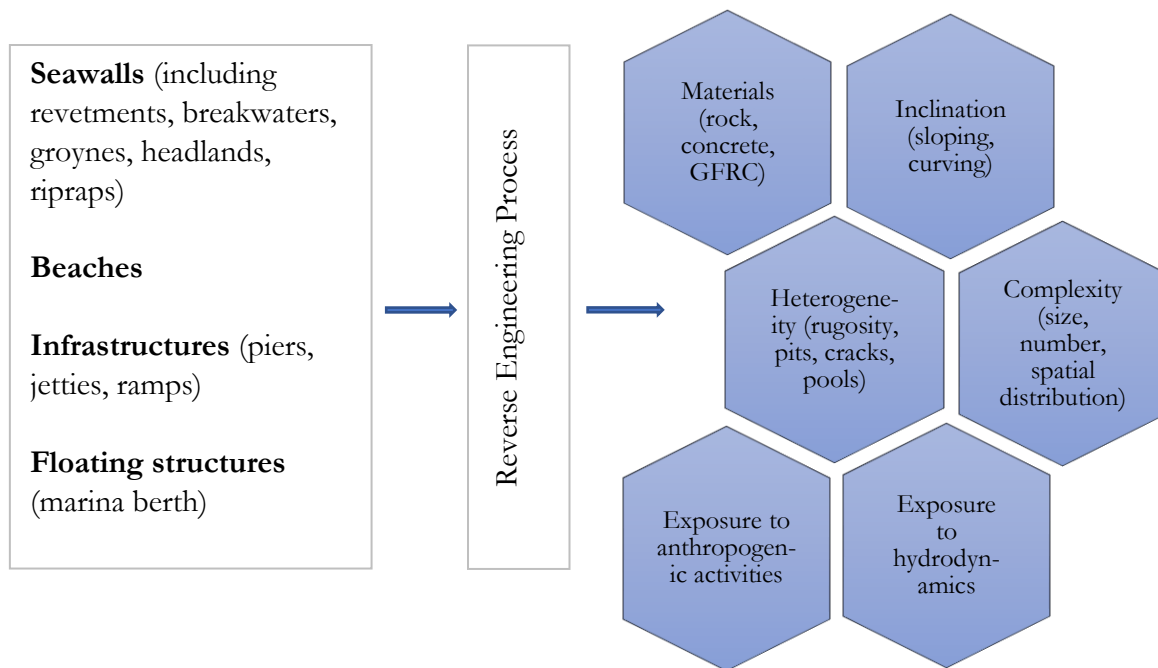 Seawalls (including
revetments, breakwaters,
groynes, headlands,
ripraps)
Beaches
Infrastructures (piers,
jetties, ramps)
Floating structures
(marina berth)
Reverse Engineering Process
Materials
(rock,
concrete,
GFRC)
Inclination
(sloping,
curving)
Heterogene-
ity (rugosity,
pits, cracks,
pools)
Complexity
(size,
number,
spatial
distribution)
Exposure to
anthropogen-
ic activities
Exposure
to
hydrodyn-
amics